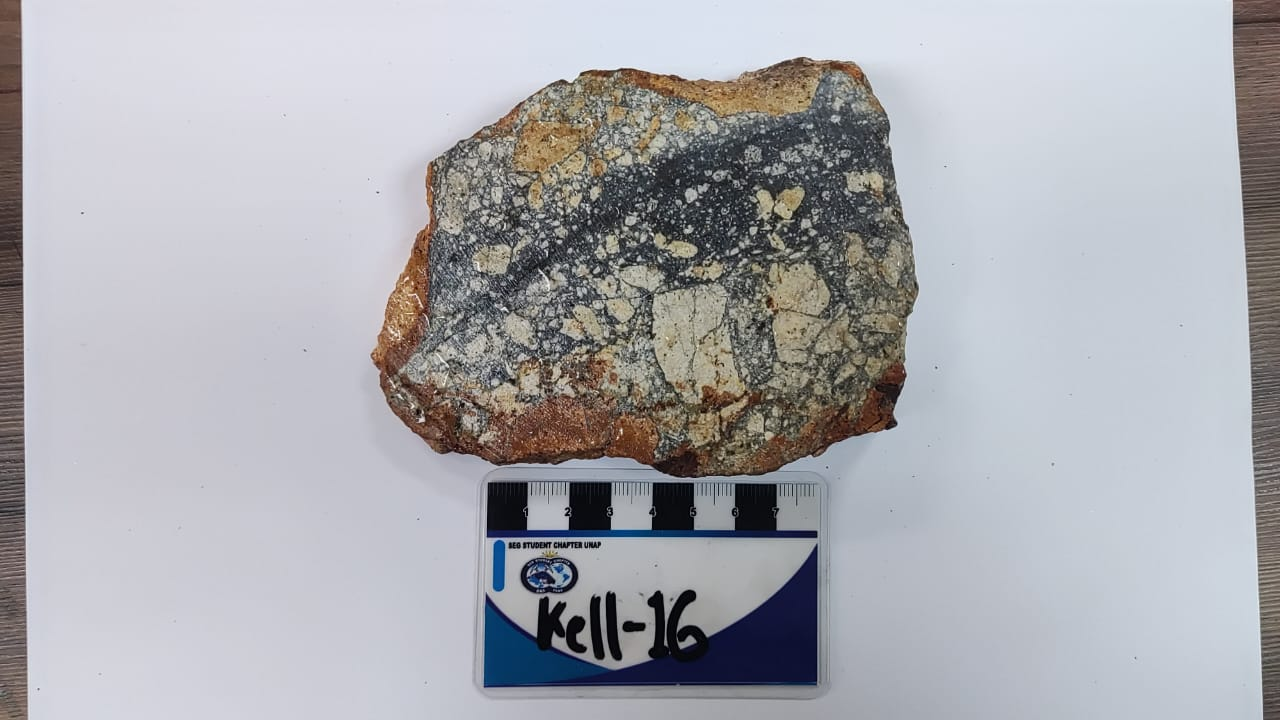 1 2 3 4 5 6 7
SEG STUDENT CHAPTER UNAP
Kell-16